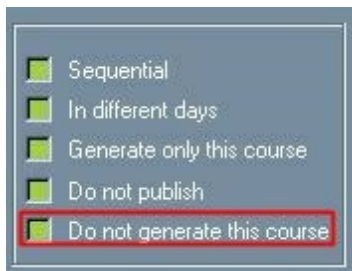 Sequential
In different days
Generate only this course
Do not publish
Do not generate this course